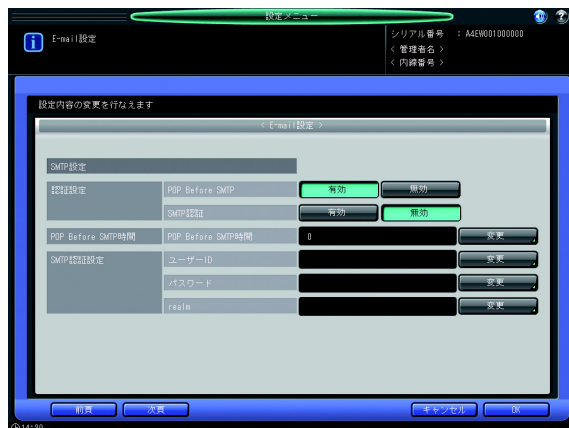 設定メニュー
E-mail設定
シリアル番号 : A4EW001000000
< 管理者名 >
< 内線番号 >
設定内容の変更を行なえます
< E-mail設定 >
SMTP設定
認証設定 POP Before SMTP 有効 無効
SMTP認証 有効 無効
POP Before SMTP時間 POP Before SMTP時間 0 変更
SMTP認証設定 ユーザーID 変更
パスワード 変更
realm 変更
前頁 次頁 キャンセル OK
14:30